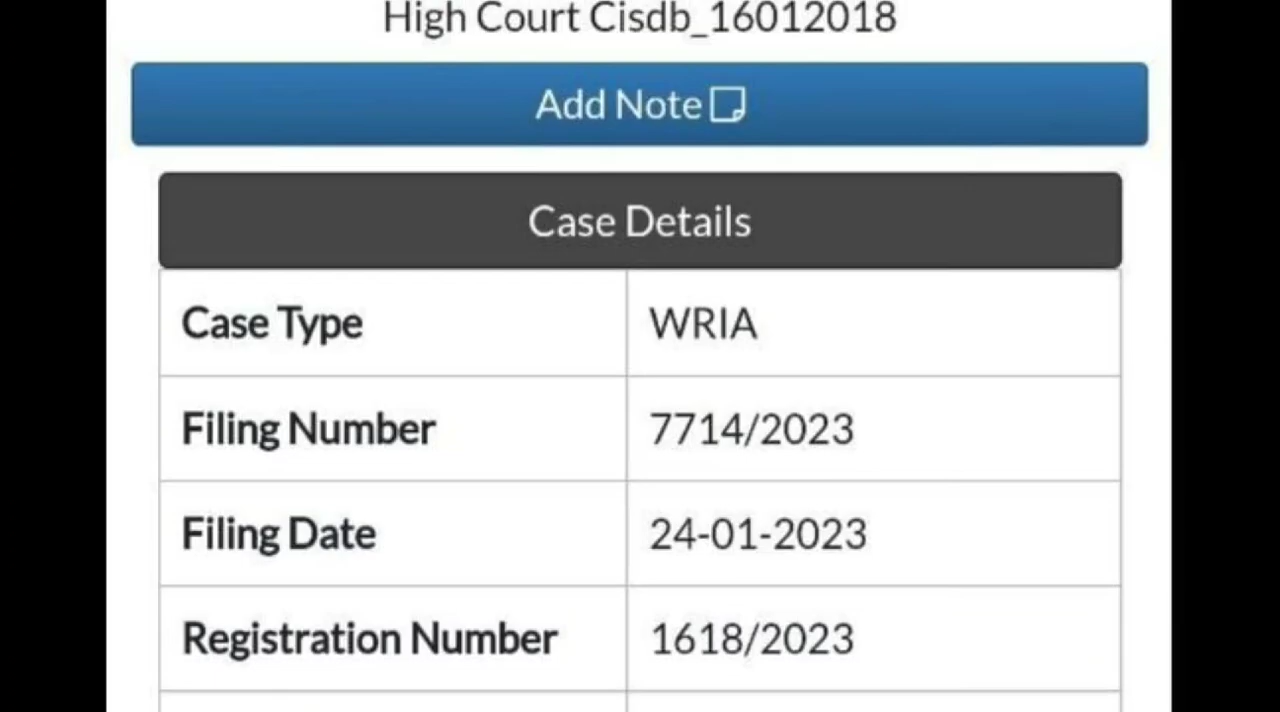 High Court Cisdb_16012018
Add Note
Case Details
Case Type WRIA
Filing Number 7714/2023
Filing Date 24-01-2023
Registration Number 1618/2023